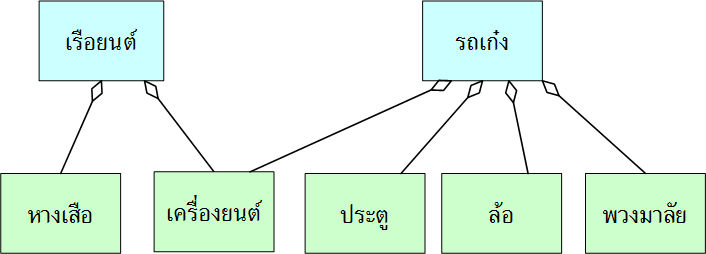 เรือยนต์
รถเก๋ง
หางเสือ
เครื่องยนต์
ประตู
ล้อ
พวงมาลัย